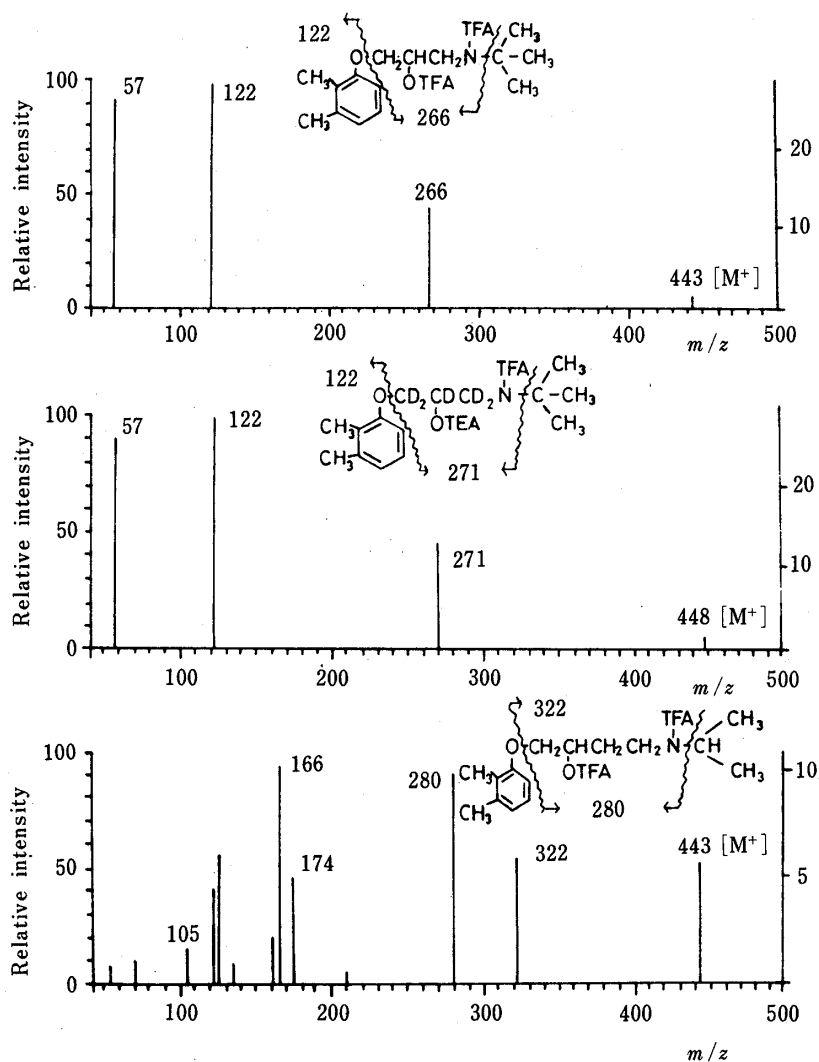 122
TFA
CH₃
O CH₂CHCH₂N C CH₃
CH₃ OTFA CH₃
CH₃
266
Relative intensity
100
50
0
57
122
266
443 [M⁺]
20
10
100 200 300 400 500
m/z
122
TFA
CH₃
O CD₂CDCD₂ N C CH₃
CH₃ OTEA CH₃
CH₃
271
Relative intensity
100
50
0
57
122
271
448 [M⁺]
20
10
100 200 300 400 500
m/z
322
TFA
CH₃
O CH₂CHCH₂CH₂N CH
CH₃ OTFA CH₃
CH₃
280
Relative intensity
100
50
0
105
166
174
280
322
443 [M⁺]
10
5
0
100 200 300 400 500
m/z